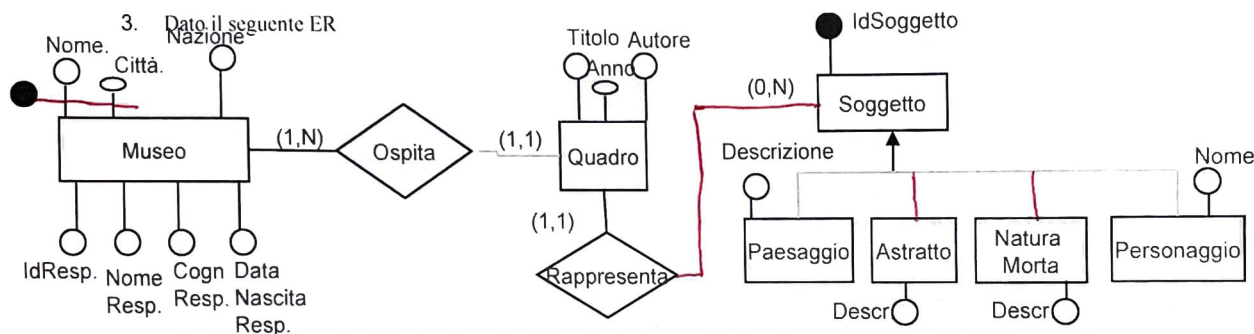 3. Dato il seguente ER
Nome.
Città.
Nazione
Museo
(1,N)
Ospita
(1,1)
IdResp.
Nome
Resp.
Cogn
Resp.
Data
Nascita
Resp.
Titolo
Anno
Autore
Quadro
(1,1)
Rappresenta
(0,N)
IdSoggetto
Soggetto
Descrizione
Paesaggio
Astratto
Descr
Natura
Morta
Descr
Nome
Personaggio